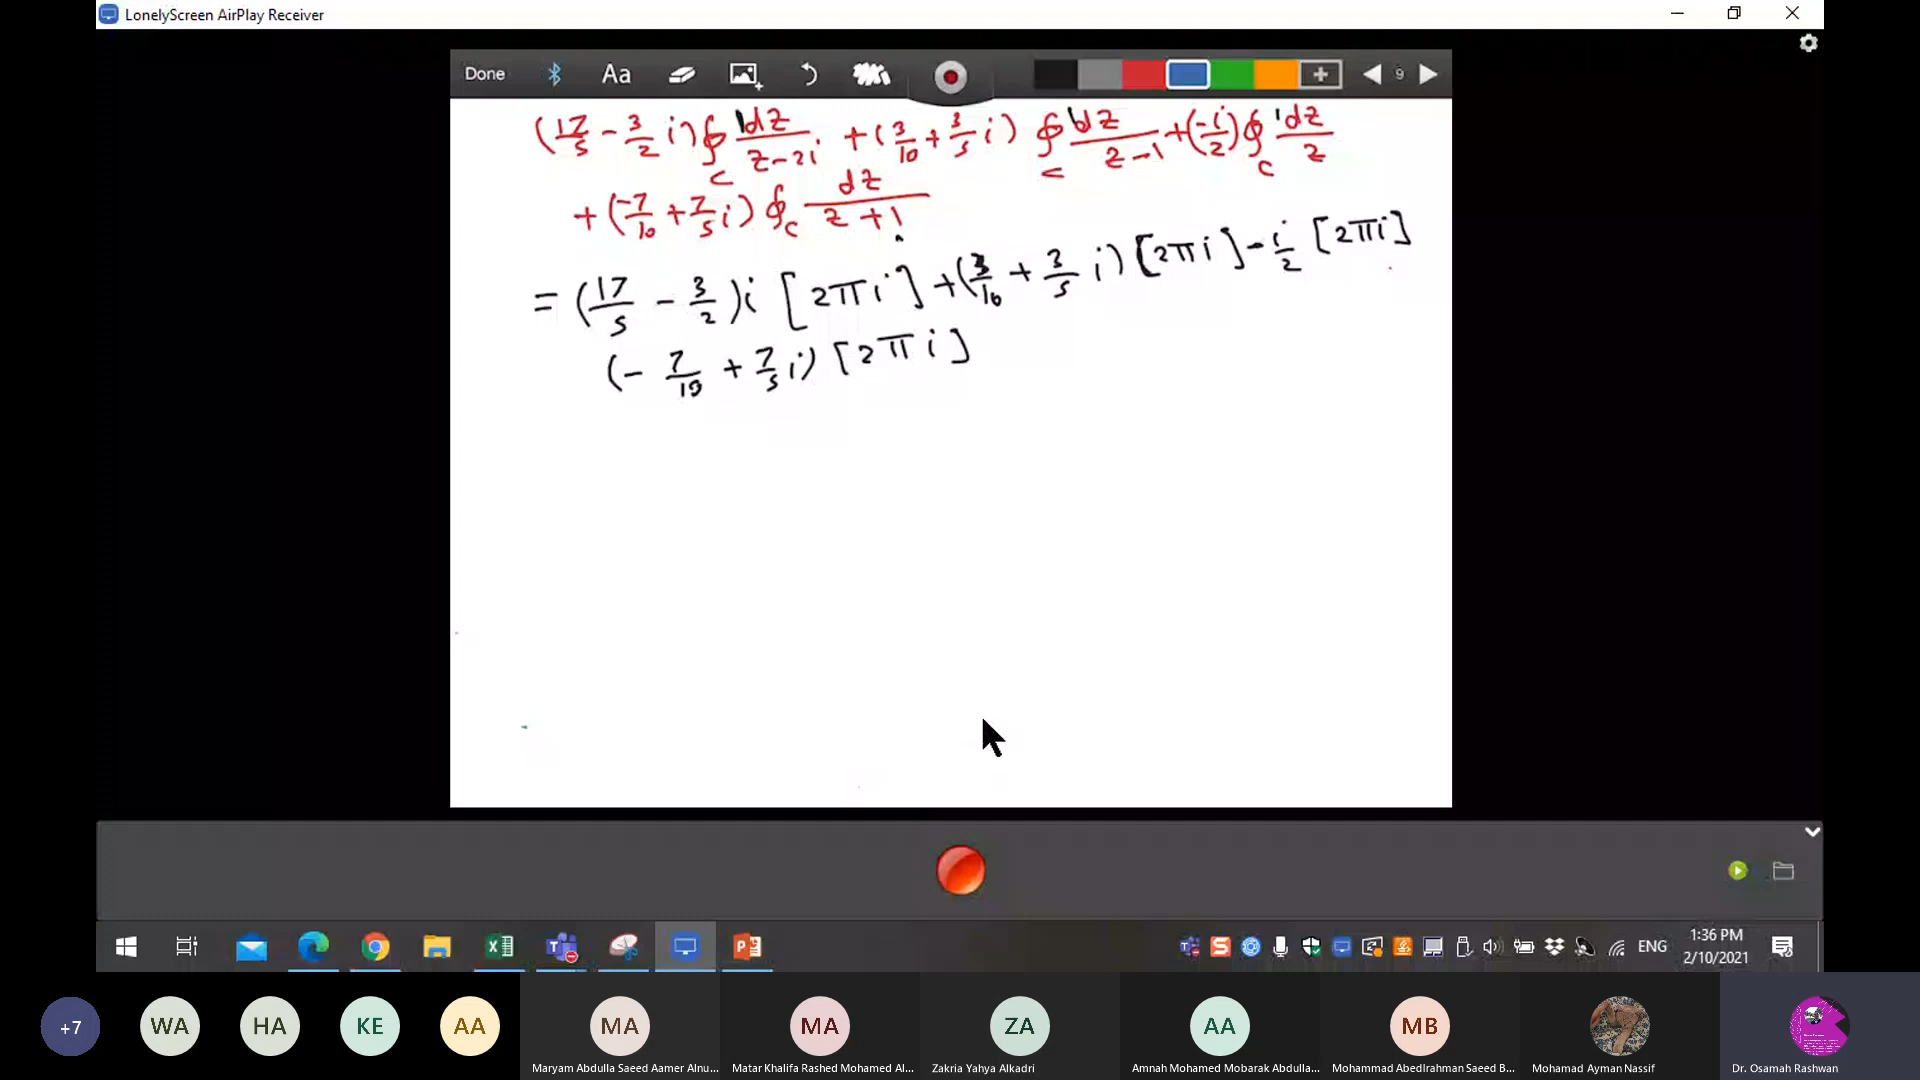 LonelyScreen AirPlay Receiver
Done Aa 9
(17/5 - 3/2 i) ∮_C 1dz/(z-2i) + (3/10 + 3/5 i) ∮_C 1dz/(z-1) + (-i/2) ∮_C 1dz/z
+ (-7/10 + 7/5 i) ∮_C dz/(z+1)
= (17/5 - 3/2)i [2πi] + (3/10 + 3/5 i) [2πi] - i/2 [2πi]
(- 7/10 + 7/5 i) [2πi]
ENG
1:36 PM
2/10/2021
+7 WA HA KE AA MA MA ZA AA MB
Maryam Abdulla Saeed Aamer Alnu...
Matar Khalifa Rashed Mohamed Al...
Zakria Yahya Alkadri
Amnah Mohamed Mobarak Abdulla...
Mohammad Abedlrahman Saeed B...
Mohamad Ayman Nassif
Dr. Osamah Rashwan